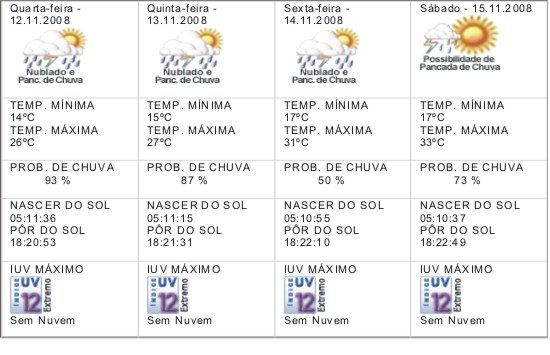 Quarta-feira -
12.11.2008
Nublado e
Panc. de Chuva
TEMP. MÍNIMA
14ºC
TEMP. MÁXIMA
26ºC
PROB. DE CHUVA
93 %
NASCER DO SOL
05:11:36
PÔR DO SOL
18:20:53
IUV MÁXIMO
ÍNDICE
UV
12
Extremo
Sem Nuvem
Quinta-feira -
13.11.2008
Nublado e
Panc. de Chuva
TEMP. MÍNIMA
15ºC
TEMP. MÁXIMA
27ºC
PROB. DE CHUVA
87 %
NASCER DO SOL
05:11:15
PÔR DO SOL
18:21:31
IUV MÁXIMO
ÍNDICE
UV
12
Extremo
Sem Nuvem
Sexta-feira -
14.11.2008
Nublado e
Panc. de Chuva
TEMP. MÍNIMA
17ºC
TEMP. MÁXIMA
31ºC
PROB. DE CHUVA
50 %
NASCER DO SOL
05:10:55
PÔR DO SOL
18:22:10
IUV MÁXIMO
ÍNDICE
UV
12
Extremo
Sem Nuvem
Sábado - 15.11.2008
Possibilidade de
Pancada de Chuva
TEMP. MÍNIMA
17ºC
TEMP. MÁXIMA
33ºC
PROB. DE CHUVA
73 %
NASCER DO SOL
05:10:37
PÔR DO SOL
18:22:49
IUV MÁXIMO
ÍNDICE
UV
12
Extremo
Sem Nuvem